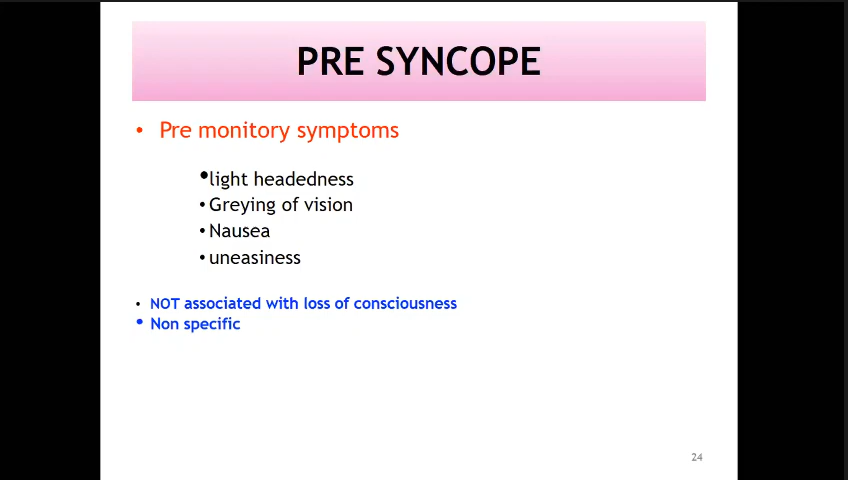 PRE SYNCOPE
• Pre monitory symptoms
• light headedness
• Greying of vision
• Nausea
• uneasiness
• NOT associated with loss of consciousness
• Non specific
24